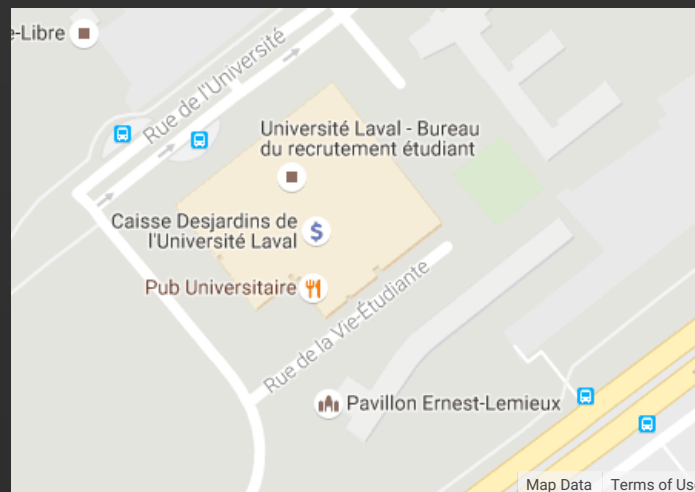 e-Libre
Rue de l'Université
Université Laval - Bureau
du recrutement étudiant
Caisse Desjardins de
l'Université Laval
$
Pub Universitaire
Rue de la Vie-Étudiante
Pavillon Ernest-Lemieux
Map Data
Terms of Us